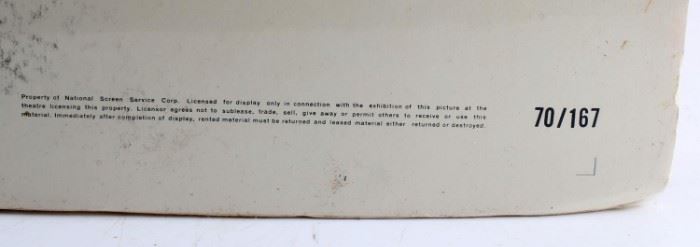 Property of National Screen Service Corp. Licensed for display only in connection with the exhibition of this picture at the
theatre licensing this property. Licensor agrees not to sublease, trade, sell, give away or permit others to receive or use this
material. Immediately after completion of display, rented meterial must be returned and leased material either returned or destroyed.
70/167